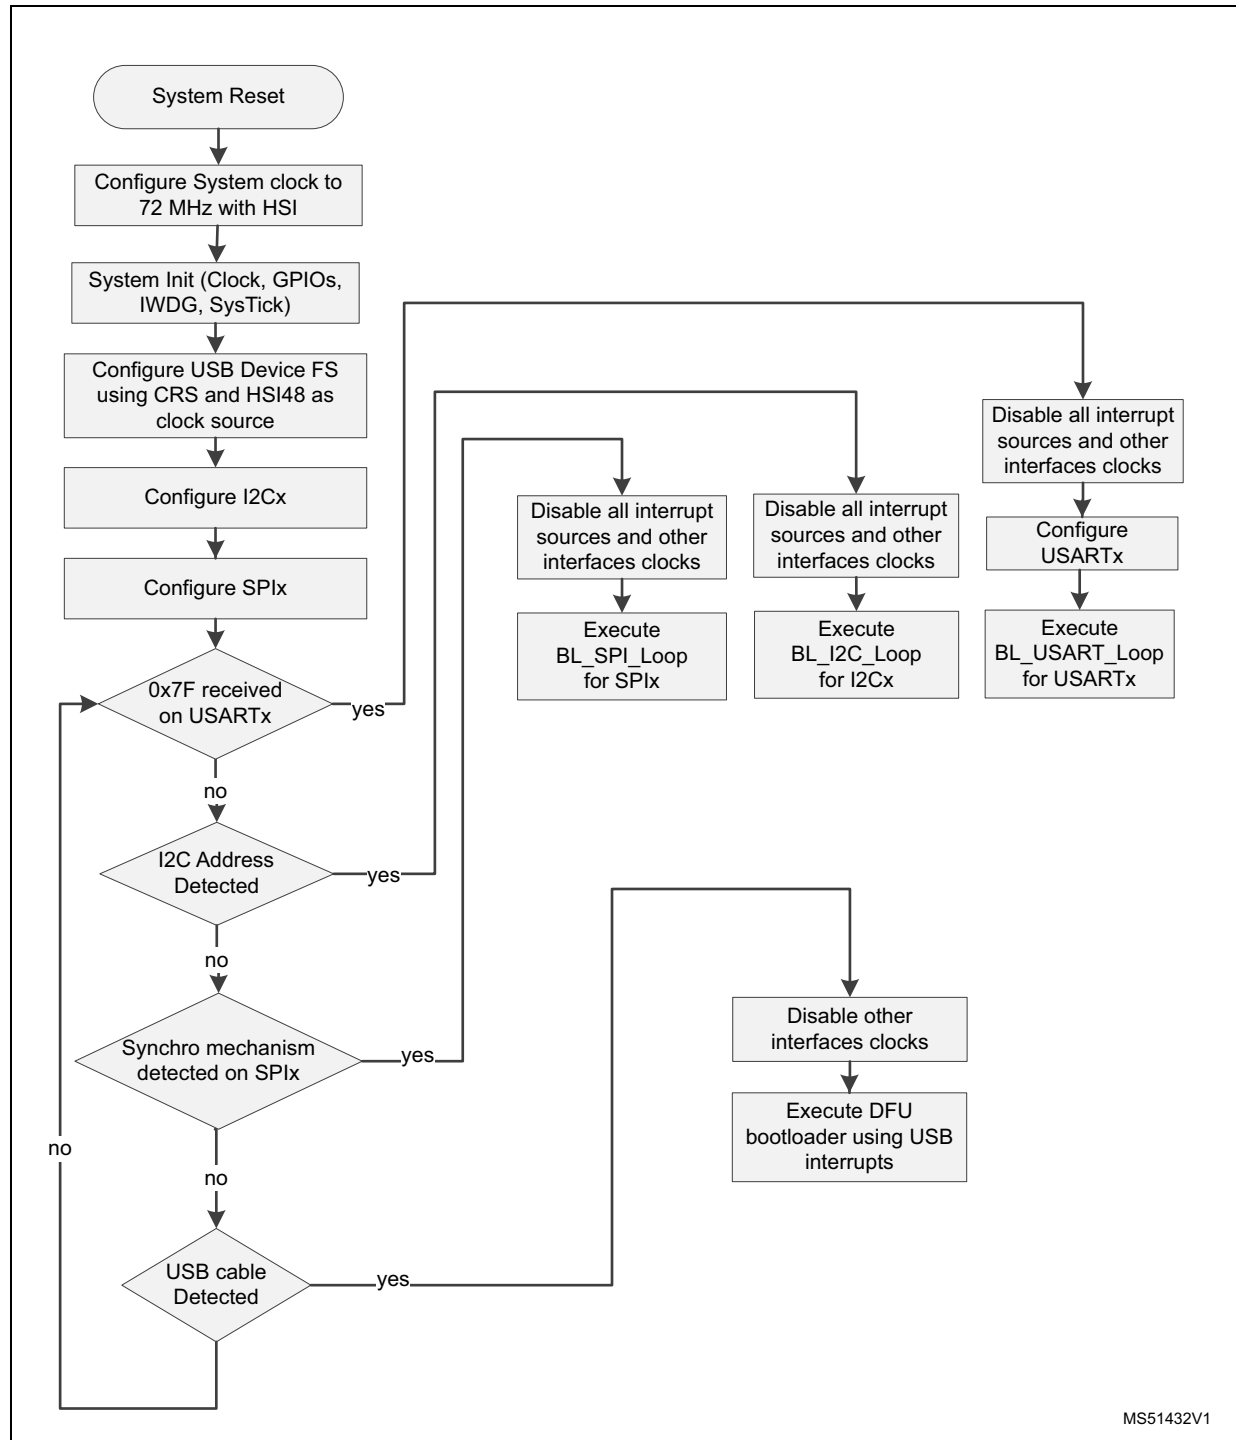 System Reset
Configure System clock to
72 MHz with HSI
System Init (Clock, GPIOs,
IWDG, SysTick)
Configure USB Device FS
using CRS and HSI48 as
clock source
Configure I2Cx
Configure SPIx
0x7F received
on USARTx
yes
no
I2C Address
Detected
yes
no
Synchro mechanism
detected on SPIx
yes
no
USB cable
Detected
yes
no
Disable all interrupt
sources and other
interfaces clocks
Execute
BL_SPI_Loop
for SPIx
Disable all interrupt
sources and other
interfaces clocks
Execute
BL_I2C_Loop
for I2Cx
Disable all interrupt
sources and other
interfaces clocks
Configure
USARTx
Execute
BL_USART_Loop
for USARTx
Disable other
interfaces clocks
Execute DFU
bootloader using USB
interrupts
MS51432V1